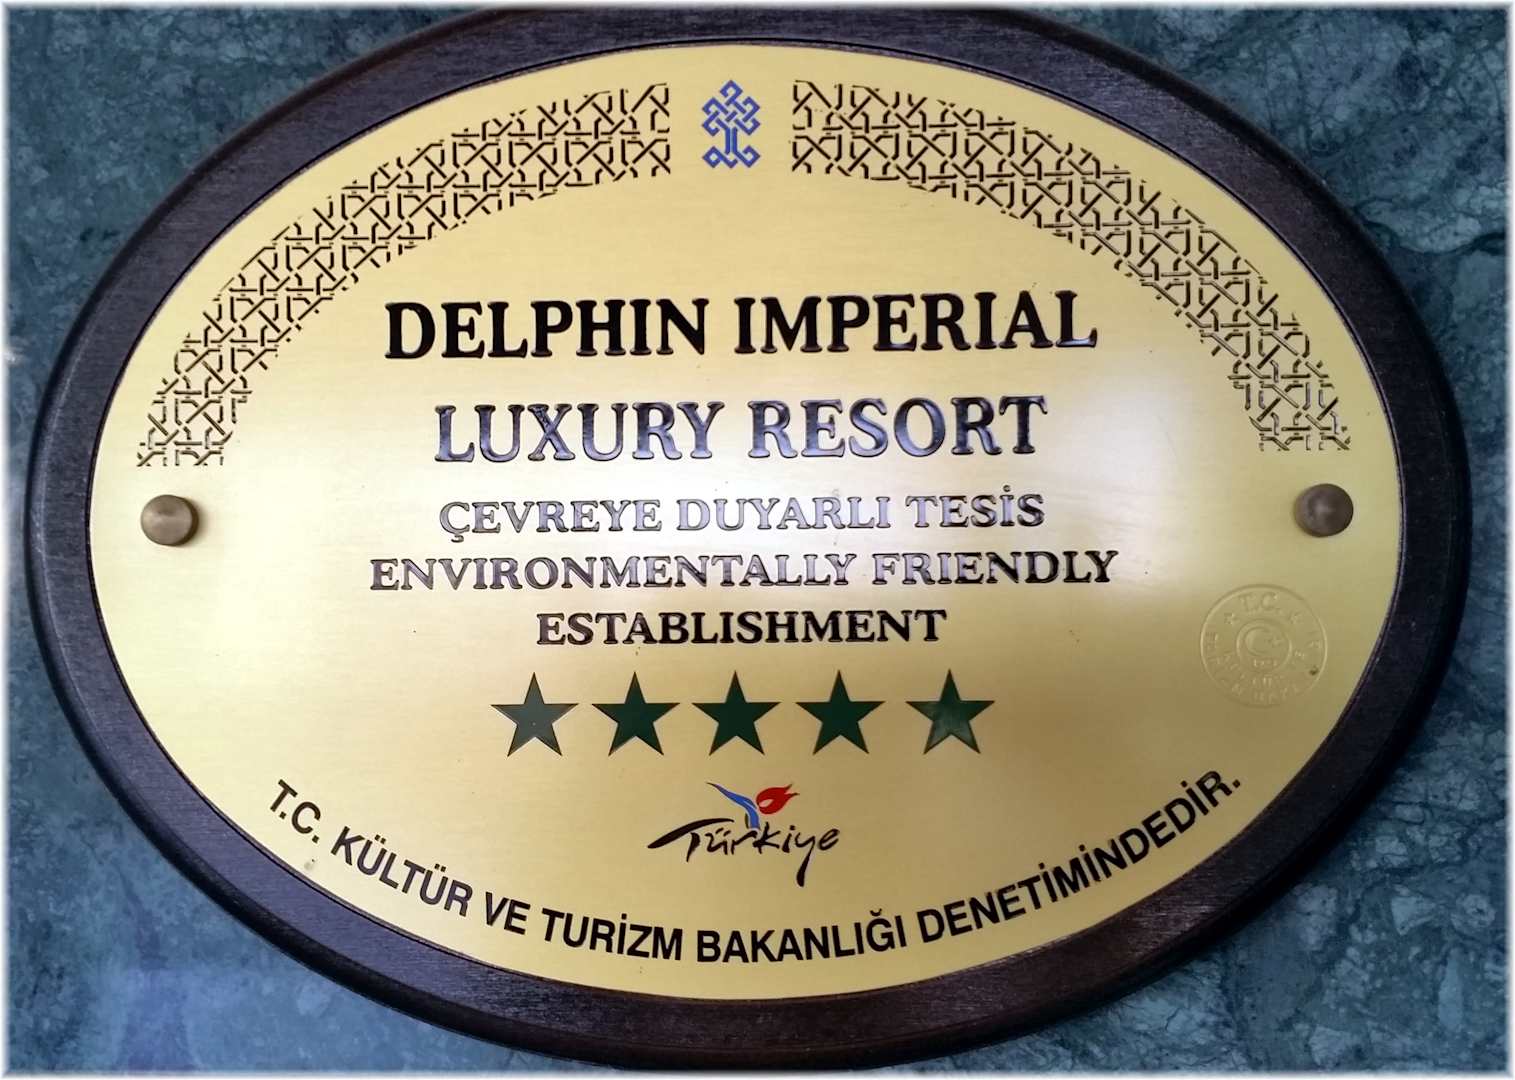 DELPHIN IMPERIAL
LUXURY RESORT
ÇEVREYE DUYARLI TESİS
ENVIRONMENTALLY FRIENDLY
ESTABLISHMENT
Türkiye
T.C. KÜLTÜR VE TURİZM BAKANLIĞI DENETİMİNDEDİR.
T.C.